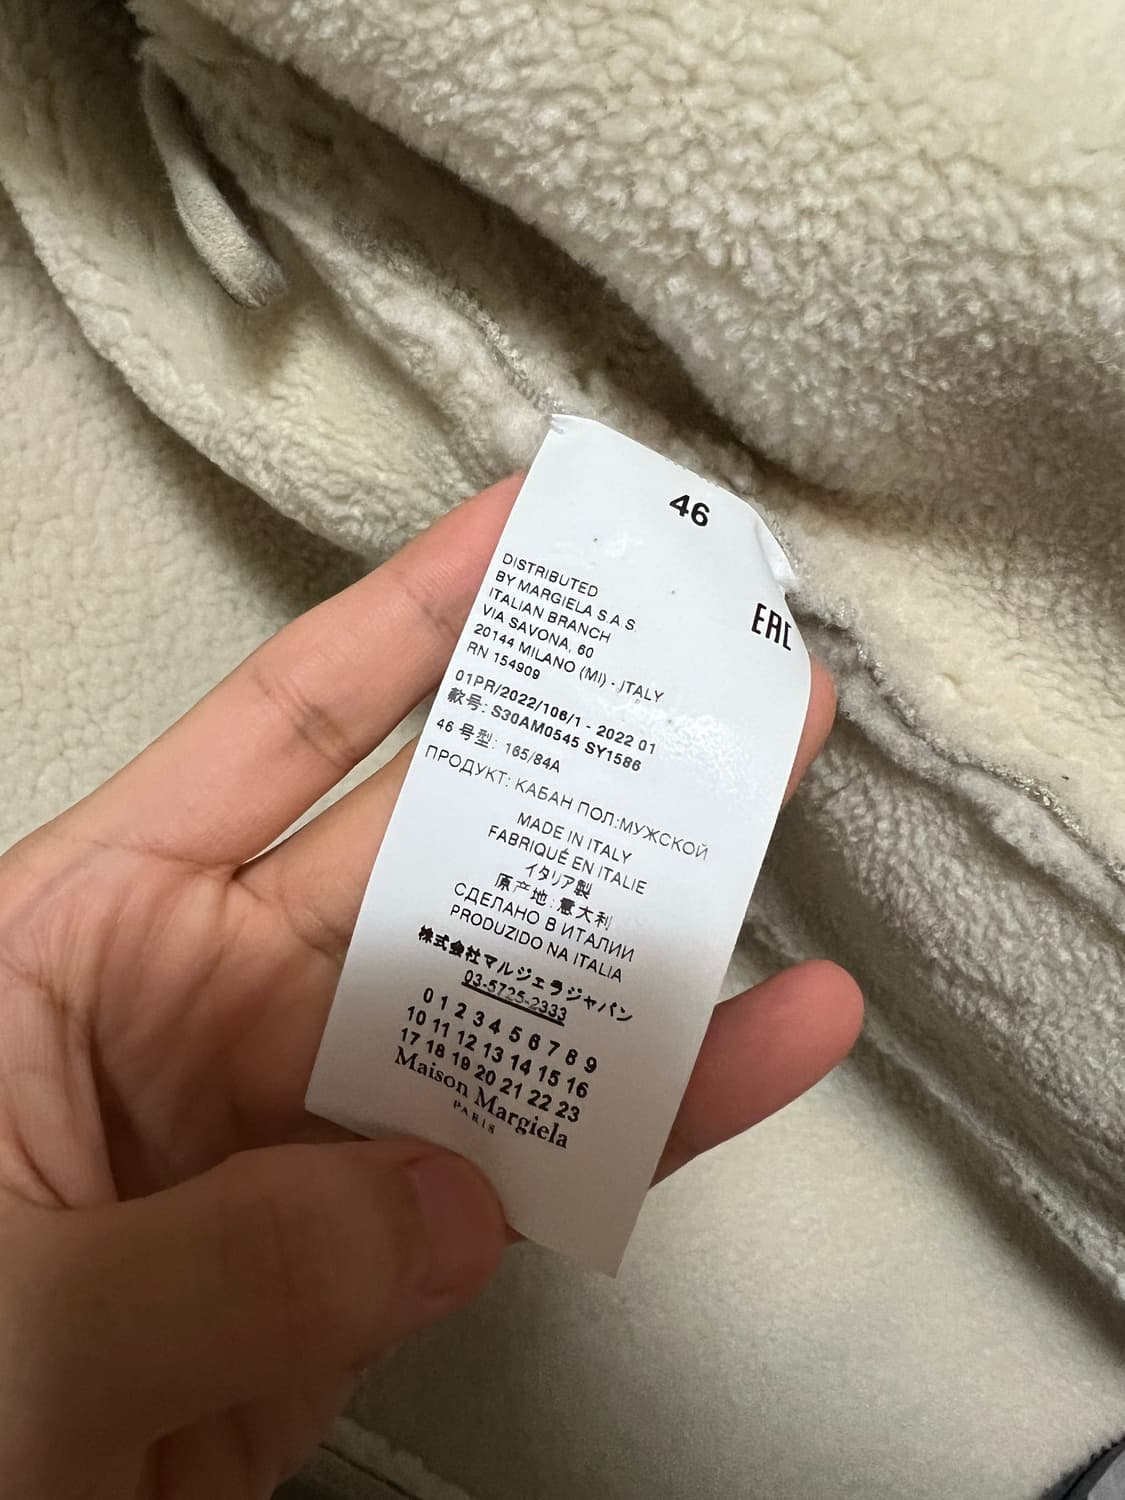 46
EAC
DISTRIBUTED
BY MARGIELA S A S
ITALIAN BRANCH
VIA SAVONA, 60
20144 MILANO (MI) - ITALY
RN 154909
01PR/2022/106/1 - 2022 01
款号: S30AM0545 SY1586
46 号型: 165/84A
ПРОДУКТ: КАБАН ПОЛ:МУЖСКОЙ
MADE IN ITALY
FABRIQUÉ EN ITALIE
イタリア製
原产地: 意大利
СДЕЛАНО В ИТАЛИИ
PRODUZIDO NA ITALIA
株式会社マルジェラジャパン
03-5725-2333
0 1 2 3 4 5 6 7 8 9
10 11 12 13 14 15 16
17 18 19 20 21 22 23
Maison Margiela
PARIS